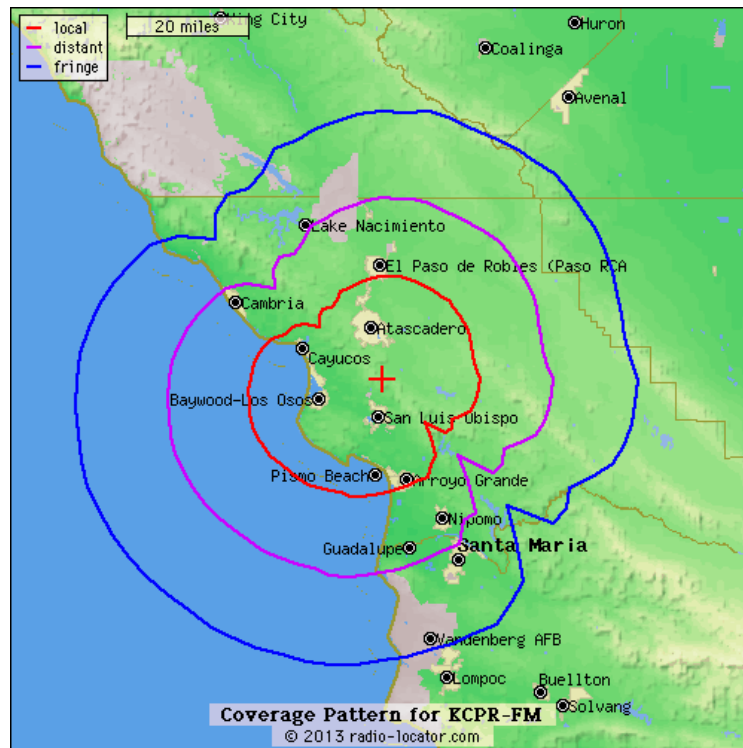 local
distant
fringe
20 miles
King City
Huron
Coalinga
Avenal
Lake Nacimiento
El Paso de Robles (Paso RCA
Cambria
Atascadero
Cayucos
Baywood-Los Osos
San Luis Obispo
Pismo Beach
Arroyo Grande
Nipomo
Guadalupe
Santa Maria
Vandenberg AFB
Lompoc
Buellton
Solvang
Coverage Pattern for KCPR-FM
© 2013 radio-locator.com